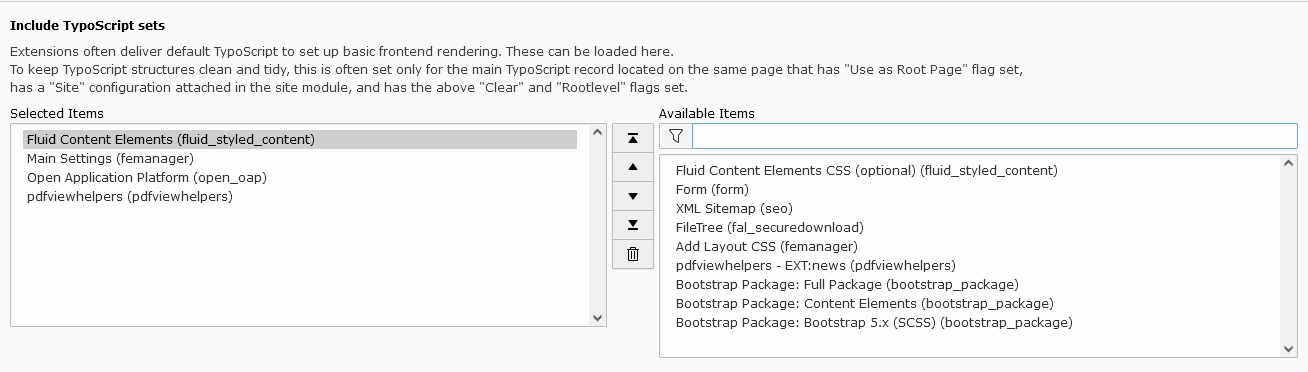 Include TypoScript sets
Extensions often deliver default TypoScript to set up basic frontend rendering. These can be loaded here.
To keep TypoScript structures clean and tidy, this is often set only for the main TypoScript record located on the same page that has "Use as Root Page" flag set,
has a "Site" configuration attached in the site module, and has the above "Clear" and "Rootlevel" flags set.
Selected Items
Fluid Content Elements (fluid_styled_content)
Main Settings (femanager)
Open Application Platform (open_oap)
pdfviewhelpers (pdfviewhelpers)
Available Items
Fluid Content Elements CSS (optional) (fluid_styled_content)
Form (form)
XML Sitemap (seo)
FileTree (fal_securedownload)
Add Layout CSS (femanager)
pdfviewhelpers - EXT:news (pdfviewhelpers)
Bootstrap Package: Full Package (bootstrap_package)
Bootstrap Package: Content Elements (bootstrap_package)
Bootstrap Package: Bootstrap 5.x (SCSS) (bootstrap_package)